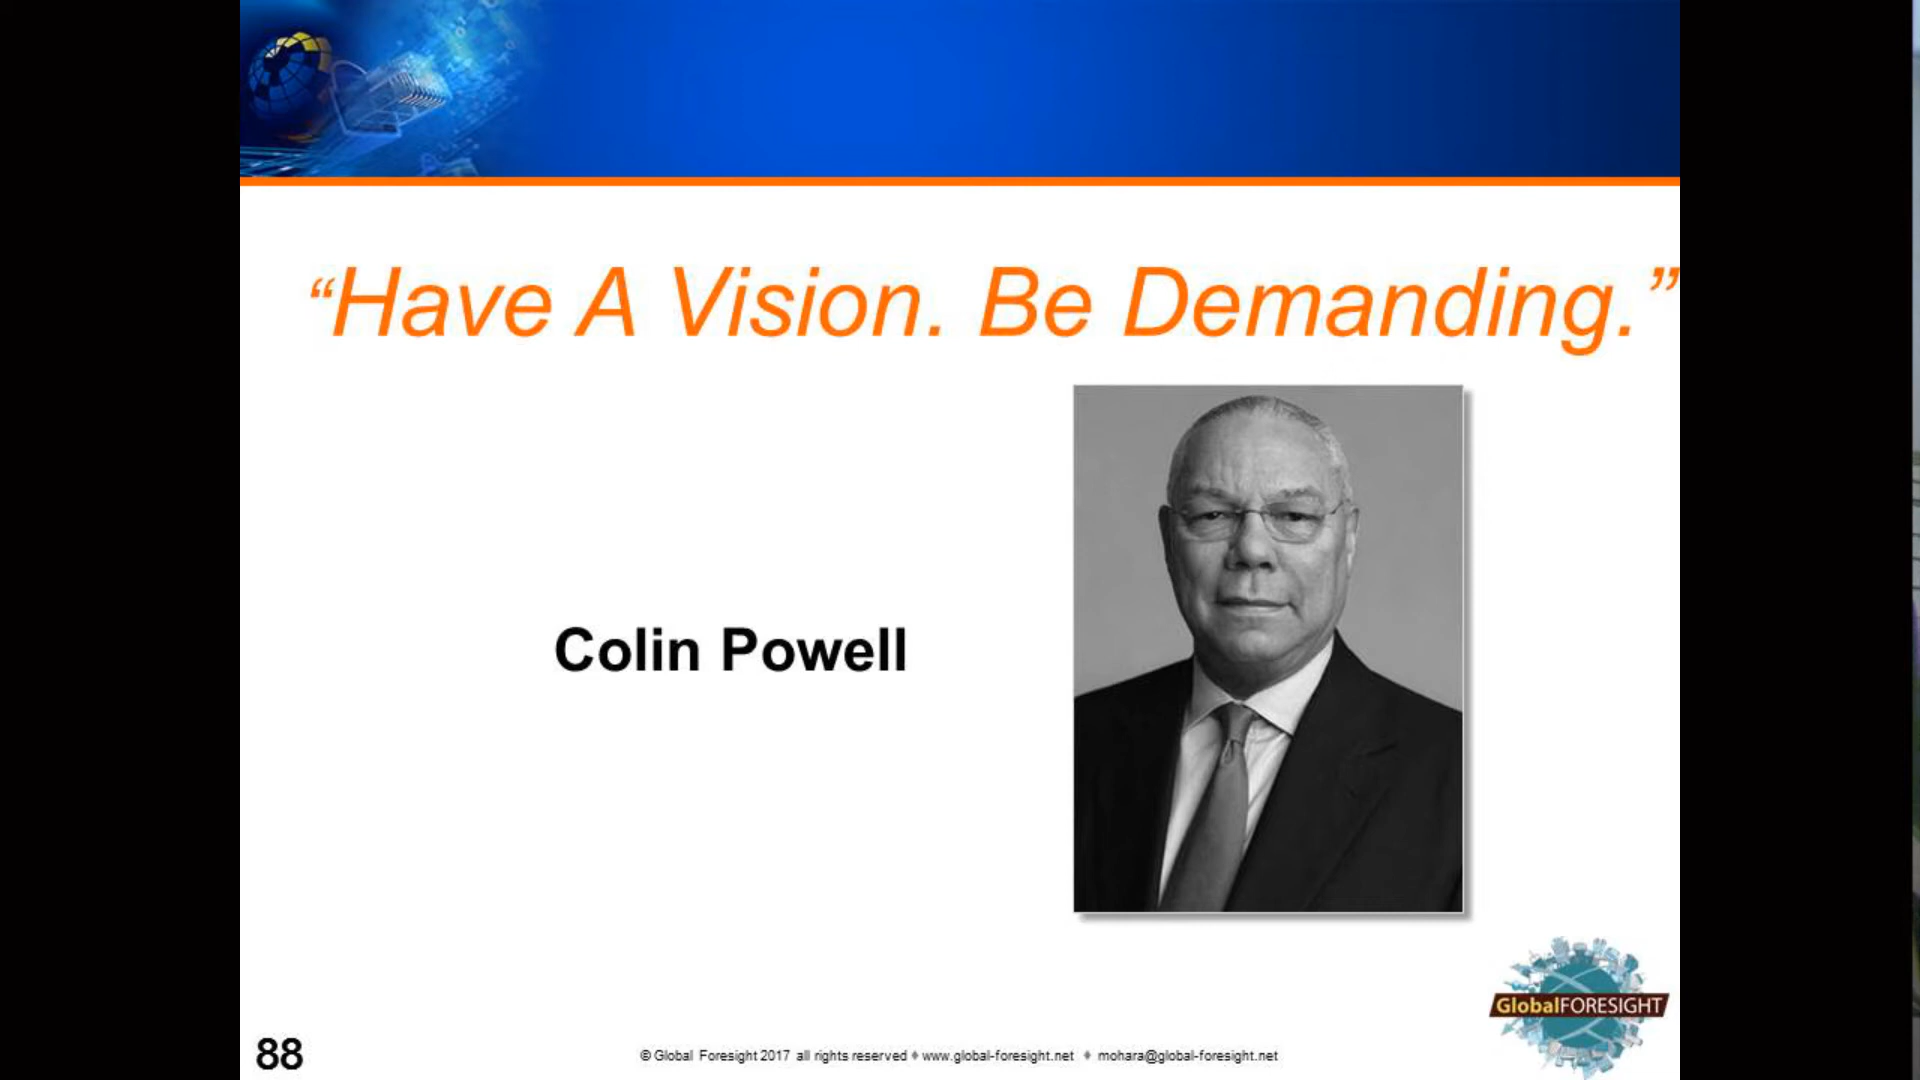 “Have A Vision. Be Demanding.”
Colin Powell
GlobalFORESIGHT
88
© Global Foresight 2017 all rights reserved ♦ www.global-foresight.net ♦ mohara@global-foresight.net